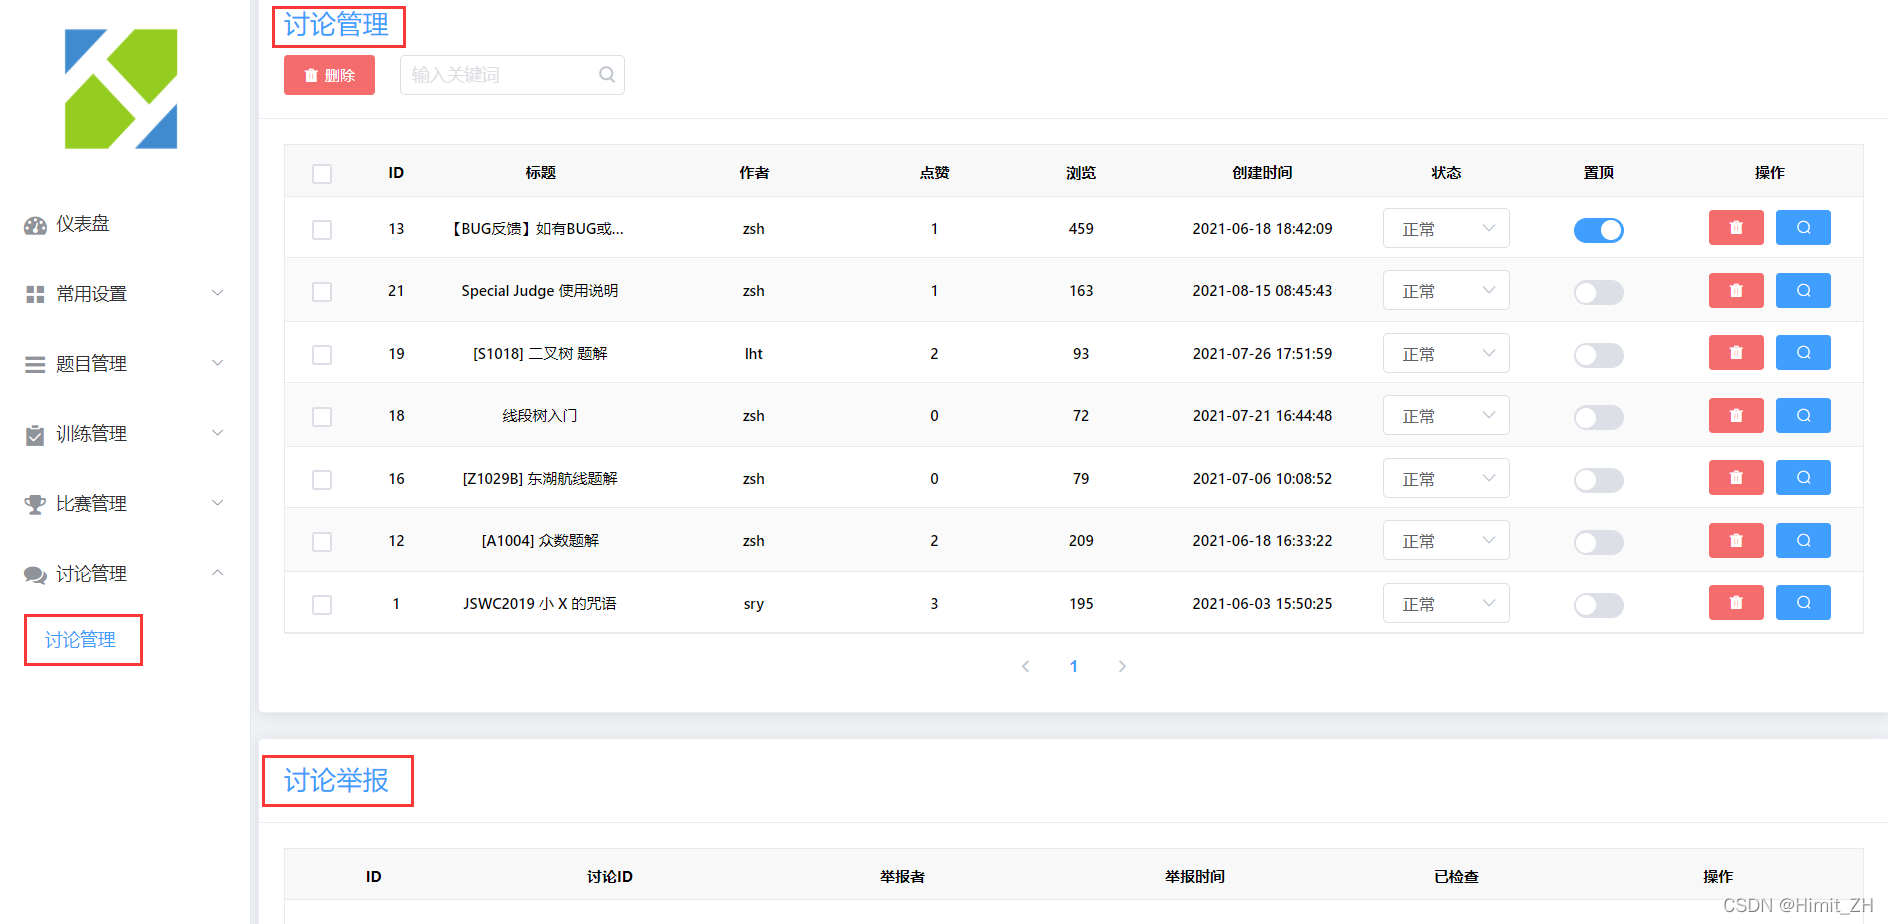 讨论管理
删除
输入关键词
仪表盘
常用设置
题目管理
训练管理
比赛管理
讨论管理
讨论管理
ID 标题 作者 点赞 浏览 创建时间 状态 置顶 操作
13 【BUG反馈】如有BUG或... zsh 1 459 2021-06-18 18:42:09 正常
21 Special Judge 使用说明 zsh 1 163 2021-08-15 08:45:43 正常
19 [S1018] 二叉树 题解 lht 2 93 2021-07-26 17:51:59 正常
18 线段树入门 zsh 0 72 2021-07-21 16:44:48 正常
16 [Z1029B] 东湖航线题解 zsh 0 79 2021-07-06 10:08:52 正常
12 [A1004] 众数题解 zsh 2 209 2021-06-18 16:33:22 正常
1 JSWC2019 小 X 的咒语 sry 3 195 2021-06-03 15:50:25 正常
1
讨论举报
ID 讨论ID 举报者 举报时间 已检查 操作
CSDN @Himit_ZH